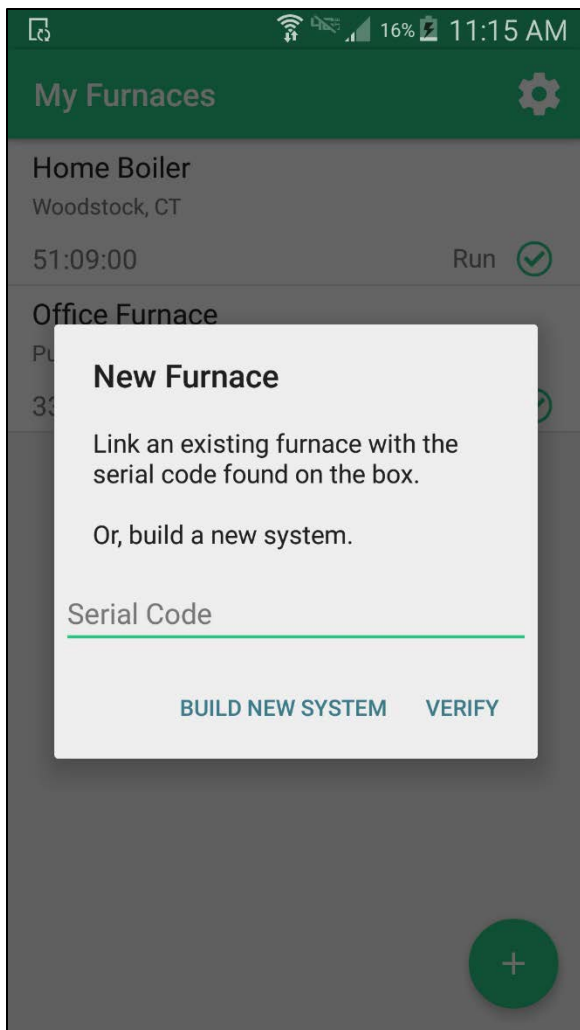 16% 11:15 AM
My Furnaces
Home Boiler
Woodstock, CT
51:09:00 Run
Office Furnace
New Furnace
Link an existing furnace with the
serial code found on the box.
Or, build a new system.
Serial Code
BUILD NEW SYSTEM VERIFY
+